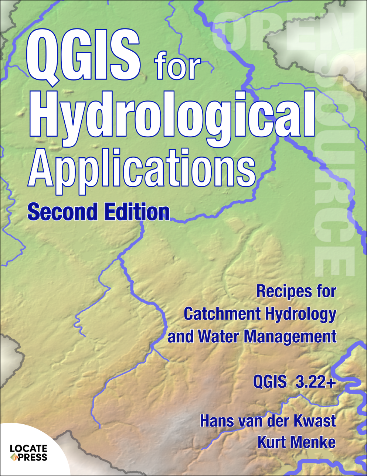 OPEN
SOURCE
QGIS for
Hydrological
Applications
Second Edition
Recipes for
Catchment Hydrology
and Water Management
QGIS 3.22+
Hans van der Kwast
Kurt Menke
LOCATE
PRESS